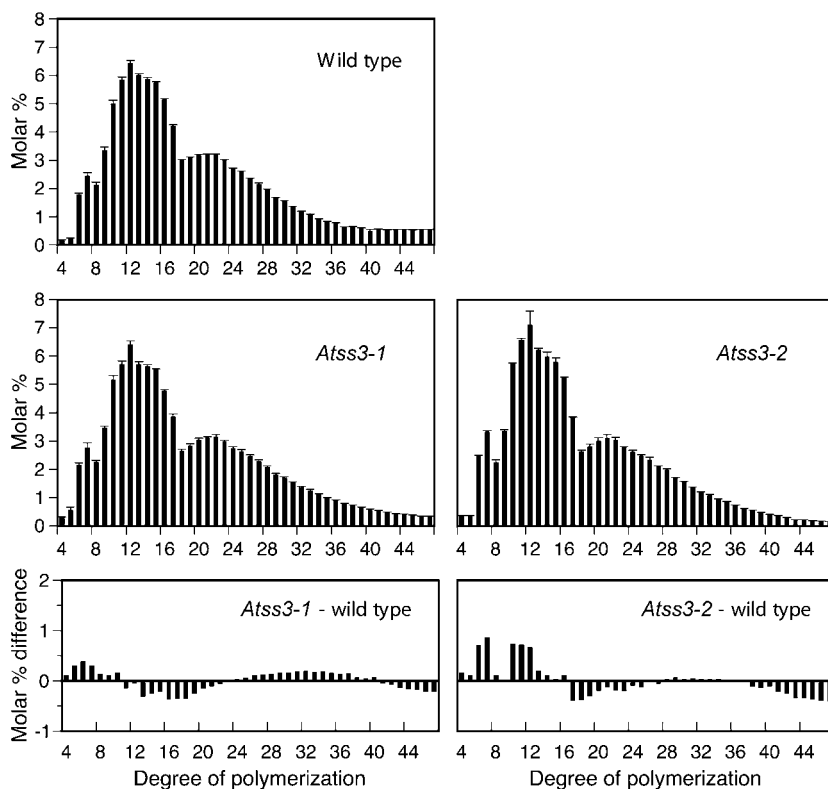 8
7
6
5
4
3
2
1
0
Molar %
Wild type
4 8 12 16 20 24 28 32 36 40 44
8
7
6
5
4
3
2
1
0
Molar %
Atss3-1
4 8 12 16 20 24 28 32 36 40 44
Atss3-2
4 8 12 16 20 24 28 32 36 40 44
2
1
0
-1
Molar % difference
Atss3-1 - wild type
4 8 12 16 20 24 28 32 36 40 44
Degree of polymerization
Atss3-2 - wild type
4 8 12 16 20 24 28 32 36 40 44
Degree of polymerization